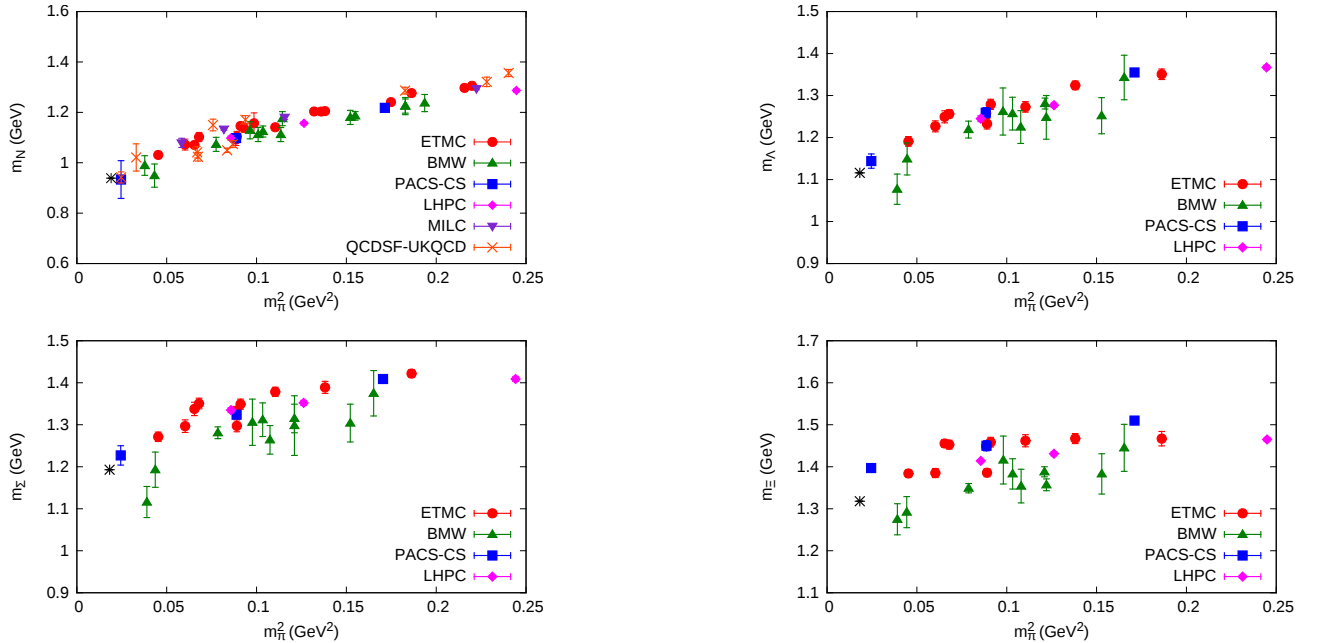 1.6
1.4
1.2
1
0.8
0.6
m_N (GeV)
0
0.05
0.1
0.15
0.2
0.25
m_π^2 (GeV^2)
ETMC
BMW
PACS-CS
LHPC
MILC
QCDSF-UKQCD
1.5
1.4
1.3
1.2
1.1
1
0.9
m_Λ (GeV)
0
0.05
0.1
0.15
0.2
0.25
m_π^2 (GeV^2)
ETMC
BMW
PACS-CS
LHPC
1.5
1.4
1.3
1.2
1.1
1
0.9
m_Σ (GeV)
0
0.05
0.1
0.15
0.2
0.25
m_π^2 (GeV^2)
ETMC
BMW
PACS-CS
LHPC
1.7
1.6
1.5
1.4
1.3
1.2
1.1
m_Ξ (GeV)
0
0.05
0.1
0.15
0.2
0.25
m_π^2 (GeV^2)
ETMC
BMW
PACS-CS
LHPC